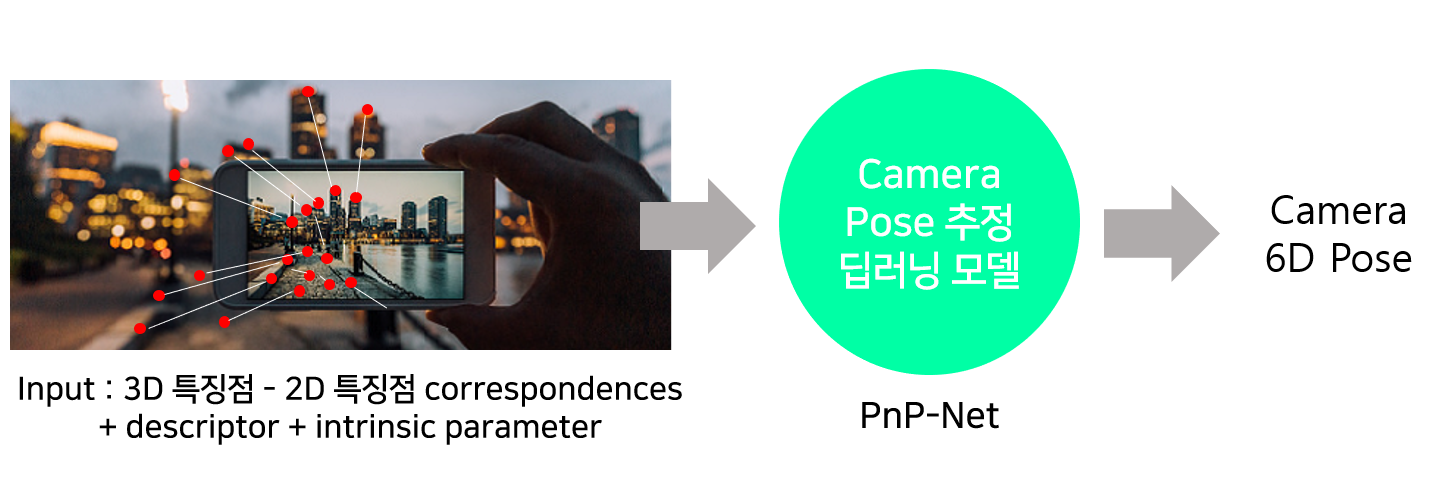 Input : 3D 특징점 - 2D 특징점 correspondences
+ descriptor + intrinsic parameter
Camera
Pose 추정
딥러닝 모델
PnP-Net
Camera
6D Pose